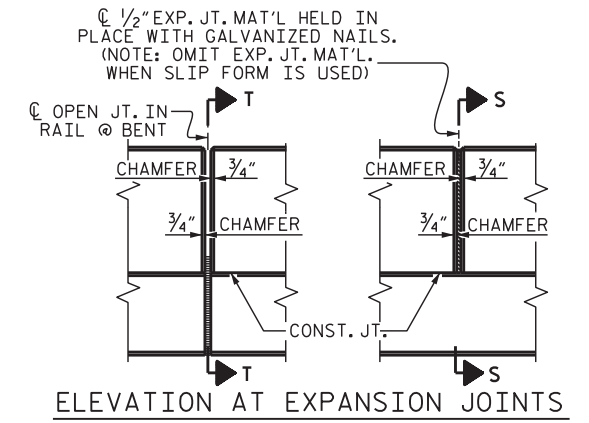 ℄ ½" EXP. JT. MAT'L HELD IN
PLACE WITH GALVANIZED NAILS.
(NOTE: OMIT EXP. JT. MAT'L.
WHEN SLIP FORM IS USED)
℄ OPEN JT. IN
RAIL @ BENT
T
S
CHAMFER ¾"
CHAMFER ¾"
¾" CHAMFER
¾" CHAMFER
CONST. JT.
T
S
ELEVATION AT EXPANSION JOINTS